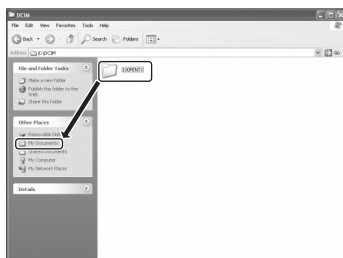 DCIM
File Edit View Favorites Tools Help
Back Search Folders
Address E:\DCIM Go
File and Folder Tasks
Make a new folder
Publish this folder to the
Web
Share this folder
100PENTX
Other Places
Removable Disk
My Documents
Shared Documents
My Computer
My Network Places
Details